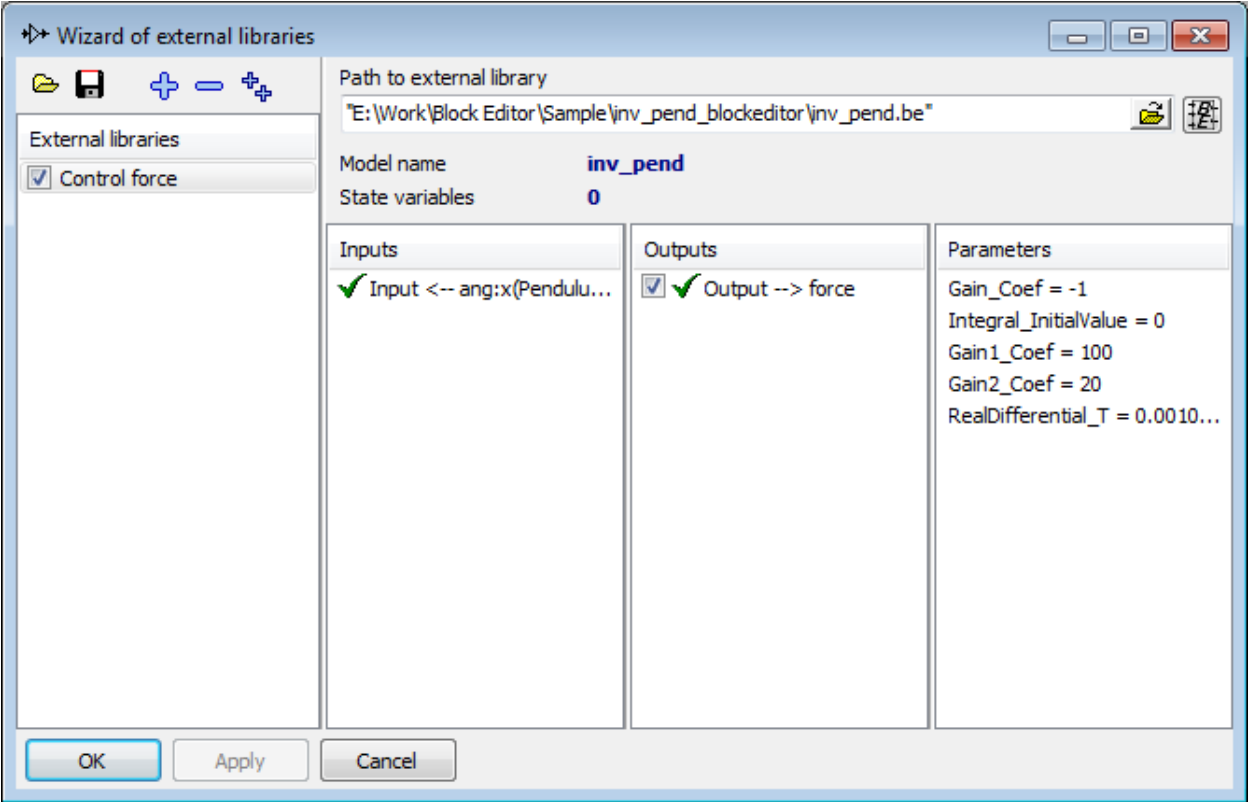 Wizard of external libraries
Path to external library
"E:\Work\Block Editor\Sample\inv_pend_blockeditor\inv_pend.be"
External libraries
Control force
Model name inv_pend
State variables 0
Inputs
Input <-- ang:x(Pendulu...
Outputs
Output --> force
Parameters
Gain_Coef = -1
Integral_InitialValue = 0
Gain1_Coef = 100
Gain2_Coef = 20
RealDifferential_T = 0.0010...
OK Apply Cancel